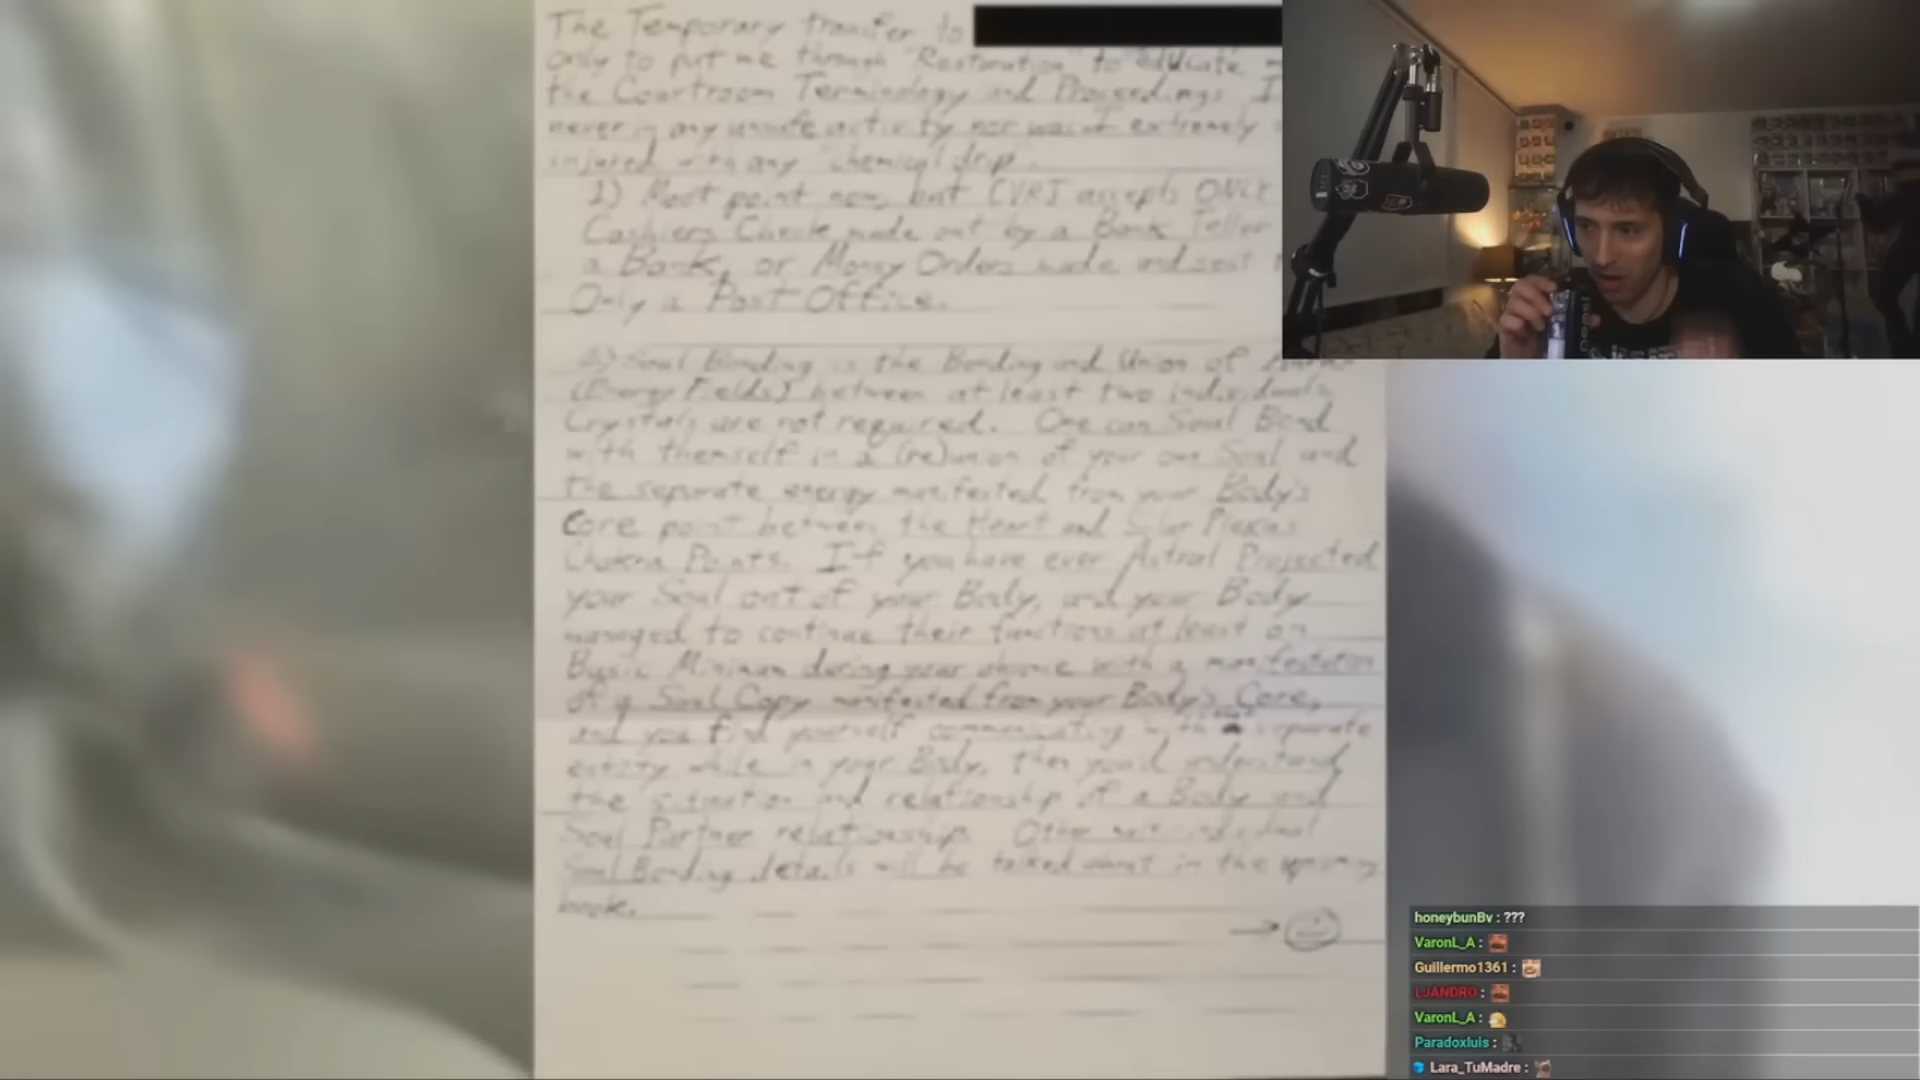 The Temporary transfer to
only to put me through "Restoration" to "educate"
the Courtroom Terminology and Proceedings. I
never in any unsafe activity nor wasn't extremely
injured with any "chemical drip".
1) Moot point now, but CVRJ accepts ONLY
Cashiers Check made out by a Bank Teller
a Bank, or Money Orders made and sent
Only a Post Office.
2) Soul Bonding is the Bonding and Union of
(Energy Fields) between at least two individuals
Crystals are not required. One can Soul Bond
with themself in a (re)union of your own Soul and
the separate energy manifested from your Body's
Core point between the Heart and Solar Plexus
Chakra Points. If you have ever Astral Projected
your Soul out of your Body, and your Body
managed to continue their functions at least on
Basic Minimum during your absence with a manifestation
of a Soul Copy manifested from your Body's Core,
and you find yourself communicating with separate
entity while in your Body, then you'd understand
the situation and relationship of a Body and
Soul Partner relationship. Other
Soul Bonding details will be talked about in the upcoming
book.
honeybunBv : ???
VaronL_A :
Guillermo1361 :
LJANDRO :
VaronL_A :
Paradoxluis :
Lara_TuMadre :